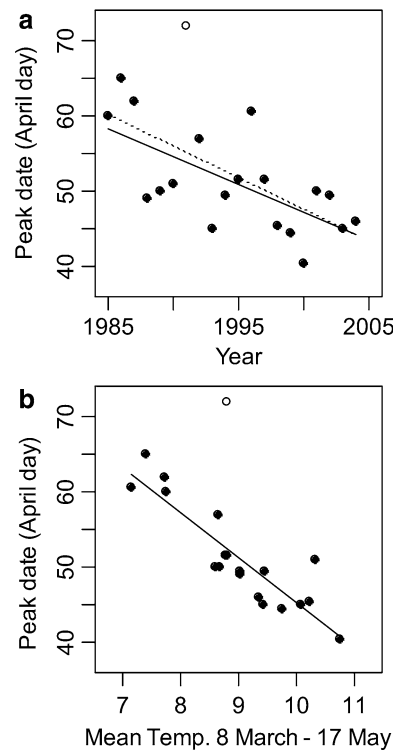 a
Peak date (April day)
70
60
50
40
1985 1995 2005
Year
b
Peak date (April day)
70
60
50
40
7 8 9 10 11
Mean Temp. 8 March - 17 May